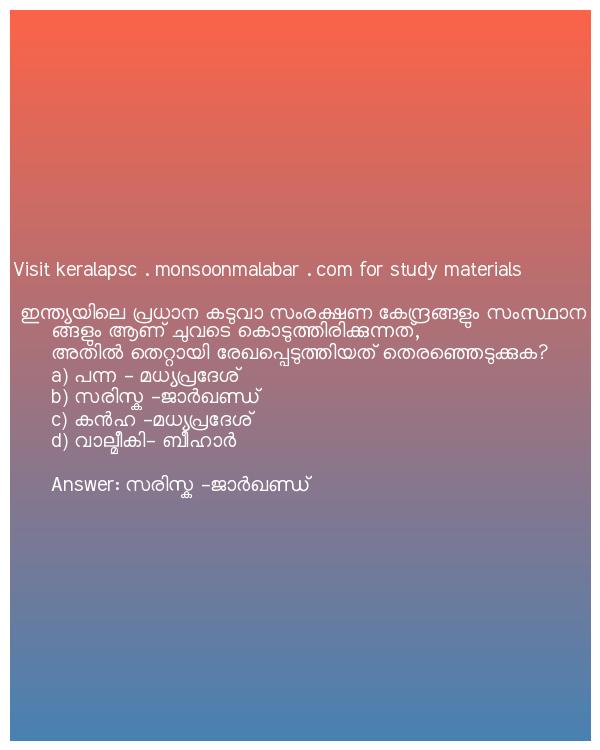 Visit keralapsc . monsoonmalabar . com for study materials
ഇന്ത്യയിലെ പ്രധാന കടുവാ സംരക്ഷണ കേന്ദ്രങ്ങളും സംസ്ഥാന
ങ്ങളും ആണ് ചുവടെ കൊടുത്തിരിക്കുന്നത്,
അതിൽ തെറ്റായി രേഖപ്പെടുത്തിയത് തെരഞ്ഞെടുക്കുക?
a) പന്ന - മധ്യപ്രദേശ്
b) സരിസ്ക -ജാർഖണ്ഡ്
c) കൻഹ -മധ്യപ്രദേശ്
d) വാല്മീകി- ബീഹാർ
Answer: സരിസ്ക -ജാർഖണ്ഡ്